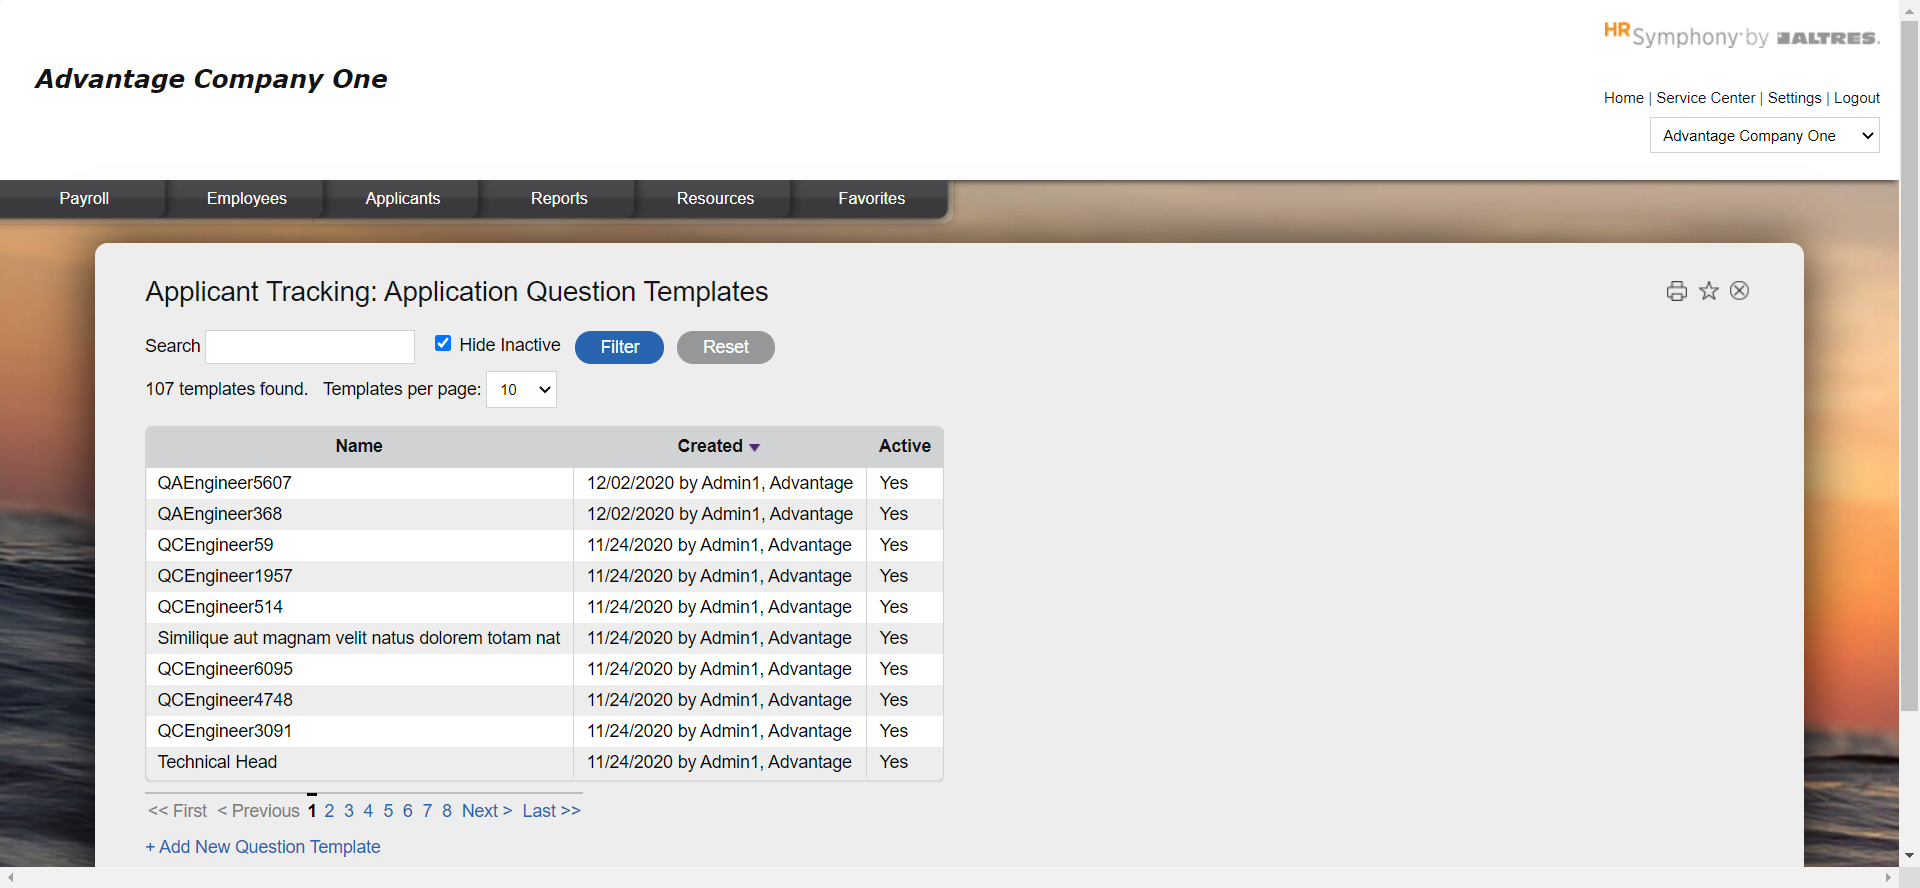 HR Symphony by ALTRES.
Advantage Company One
Home | Service Center | Settings | Logout
Advantage Company One
Payroll Employees Applicants Reports Resources Favorites
Applicant Tracking: Application Question Templates
Search Hide Inactive Filter Reset
107 templates found. Templates per page: 10
Name Created Active
QAEngineer5607 12/02/2020 by Admin1, Advantage Yes
QAEngineer368 12/02/2020 by Admin1, Advantage Yes
QCEngineer59 11/24/2020 by Admin1, Advantage Yes
QCEngineer1957 11/24/2020 by Admin1, Advantage Yes
QCEngineer514 11/24/2020 by Admin1, Advantage Yes
Similique aut magnam velit natus dolorem totam nat 11/24/2020 by Admin1, Advantage Yes
QCEngineer6095 11/24/2020 by Admin1, Advantage Yes
QCEngineer4748 11/24/2020 by Admin1, Advantage Yes
QCEngineer3091 11/24/2020 by Admin1, Advantage Yes
Technical Head 11/24/2020 by Admin1, Advantage Yes
<< First < Previous 1 2 3 4 5 6 7 8 Next > Last >>
+ Add New Question Template